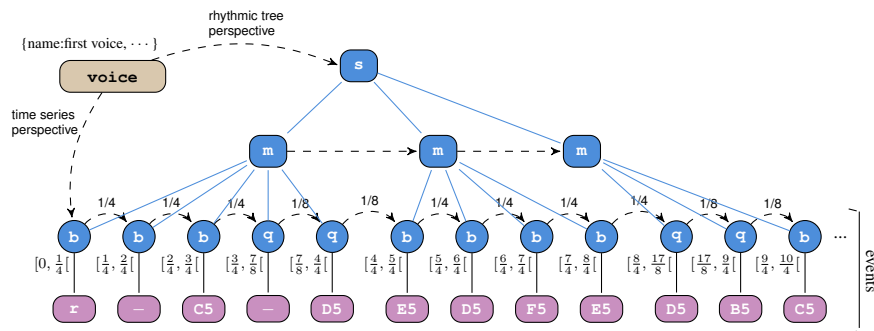 rhythmic tree
perspective
{name:first voice, ⋯}
voice
s
time series
perspective
m m m
1/4 1/4 1/4 1/8 1/8 1/4 1/4 1/4 1/4 1/8 1/8
b b b q q b b b b q q b ...
[0, 1/4[ [1/4, 2/4[ [2/4, 3/4[ [3/4, 7/8[ [7/8, 4/4[ [4/4, 5/4[ [5/4, 6/4[ [6/4, 7/4[ [7/4, 8/4[ [8/4, 17/8[ [17/8, 9/4[ [9/4, 10/4[
r — C5 — D5 E5 D5 F5 E5 D5 B5 C5
events